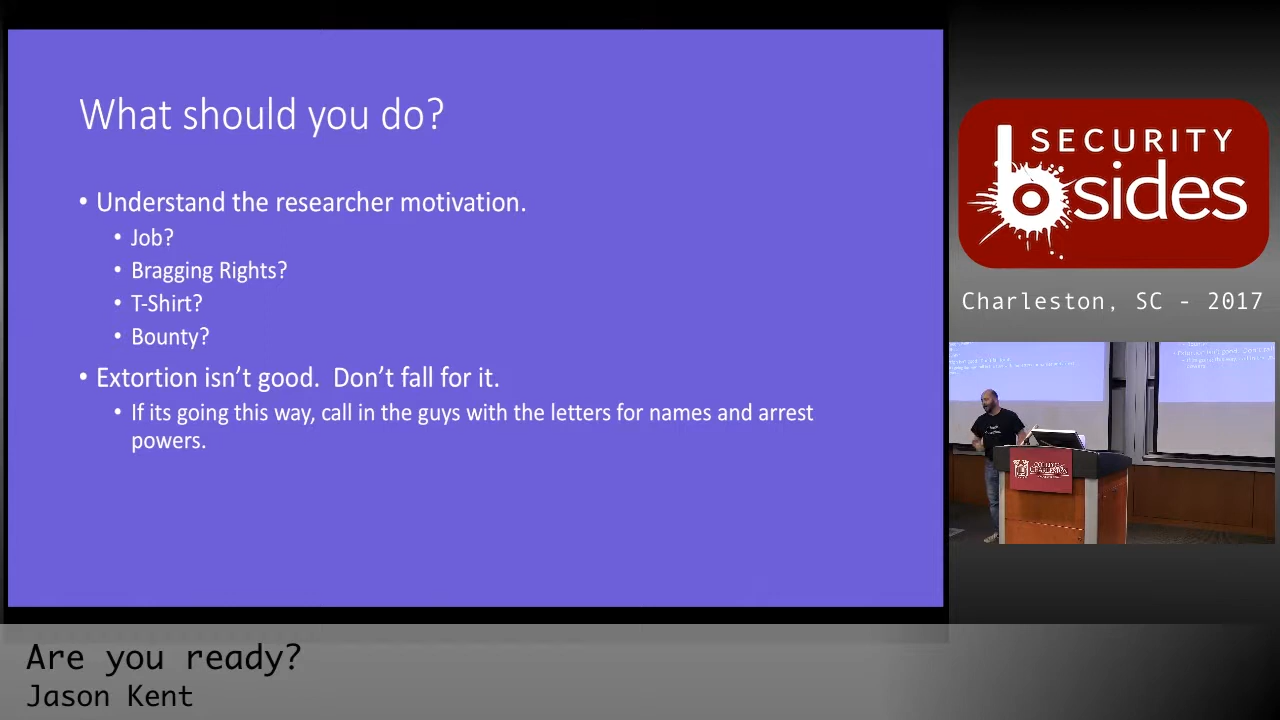 What should you do?
• Understand the researcher motivation.
• Job?
• Bragging Rights?
• T-Shirt?
• Bounty?
• Extortion isn't good.  Don't fall for it.
• If its going this way, call in the guys with the letters for names and arrest
powers.
SECURITY
bsides
Charleston, SC - 2017
Are you ready?
Jason Kent